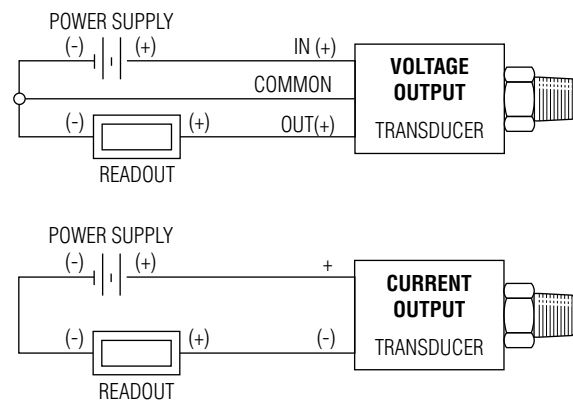 POWER SUPPLY
(-) (+) IN (+)
COMMON
(-) (+) OUT(+)
READOUT
VOLTAGE
OUTPUT
TRANSDUCER
POWER SUPPLY
(-) (+) +
(-) (+) (-)
READOUT
CURRENT
OUTPUT
TRANSDUCER